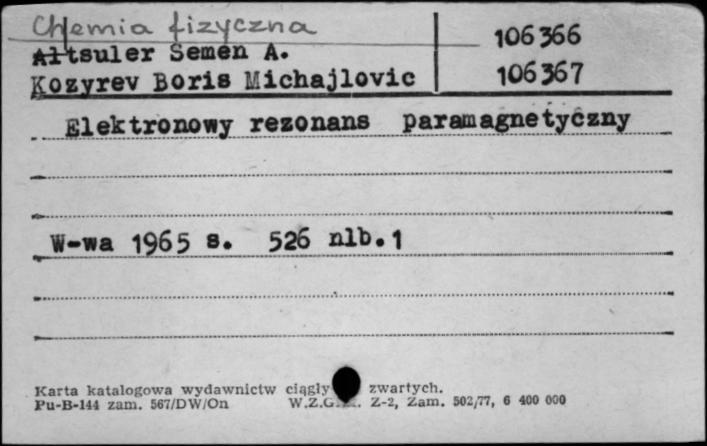 Chemia fizyczna
106366
Altsuler Semen A.
Kozyrev Boris Michajlovic
106367
Elektronowy rezonans paramagnetyczny
W-wa 1965 s. 526 nlb.1
Karta katalogowa wydawnictw ciągły zwartych.
Pu-B-144 zam. 567/DW/On W.Z.G. Z-2, Zam. 502/77, 6 400 000